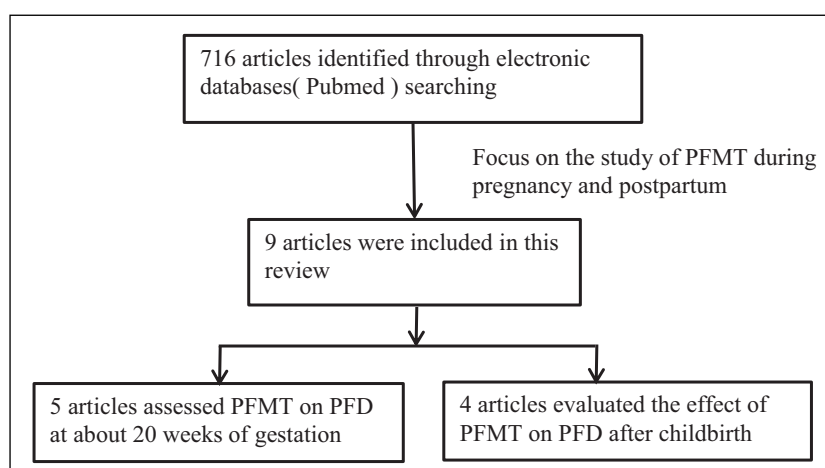 716 articles identified through electronic
databases( Pubmed ) searching
Focus on the study of PFMT during
pregnancy and postpartum
9 articles were included in this
review
5 articles assessed PFMT on PFD
at about 20 weeks of gestation
4 articles evaluated the effect of
PFMT on PFD after childbirth